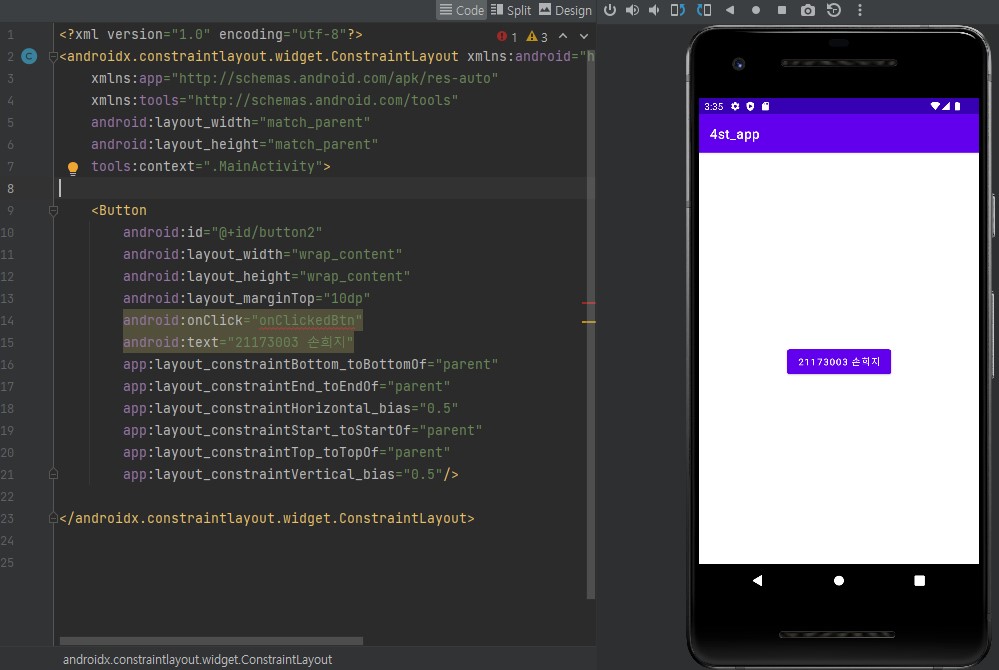 Code Split Design
1 <?xml version="1.0" encoding="utf-8"?>
1 3
2 C <androidx.constraintlayout.widget.ConstraintLayout xmlns:android="h
3 xmlns:app="http://schemas.android.com/apk/res-auto"
4 xmlns:tools="http://schemas.android.com/tools"
5 android:layout_width="match_parent"
6 android:layout_height="match_parent"
7 tools:context=".MainActivity">
8
9 <Button
10 android:id="@+id/button2"
11 android:layout_width="wrap_content"
12 android:layout_height="wrap_content"
13 android:layout_marginTop="10dp"
14 android:onClick="onClickedBtn"
15 android:text="21173003 손희지"
16 app:layout_constraintBottom_toBottomOf="parent"
17 app:layout_constraintEnd_toEndOf="parent"
18 app:layout_constraintHorizontal_bias="0.5"
19 app:layout_constraintStart_toStartOf="parent"
20 app:layout_constraintTop_toTopOf="parent"
21 app:layout_constraintVertical_bias="0.5"/>
22
23 </androidx.constraintlayout.widget.ConstraintLayout>
24
25
androidx.constraintlayout.widget.ConstraintLayout
3:35
4st_app
21173003 손희지